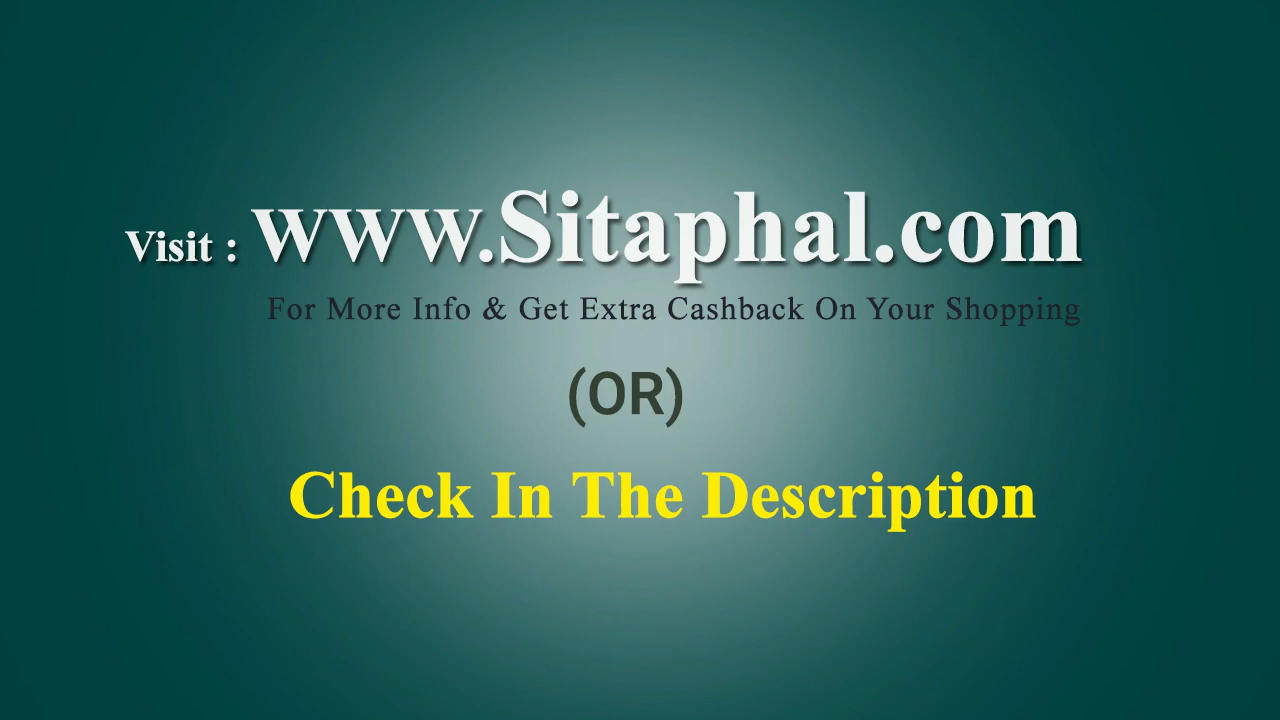 Visit : www.Sitaphal.com
For More Info & Get Extra Cashback On Your Shopping
(OR)
Check In The Description